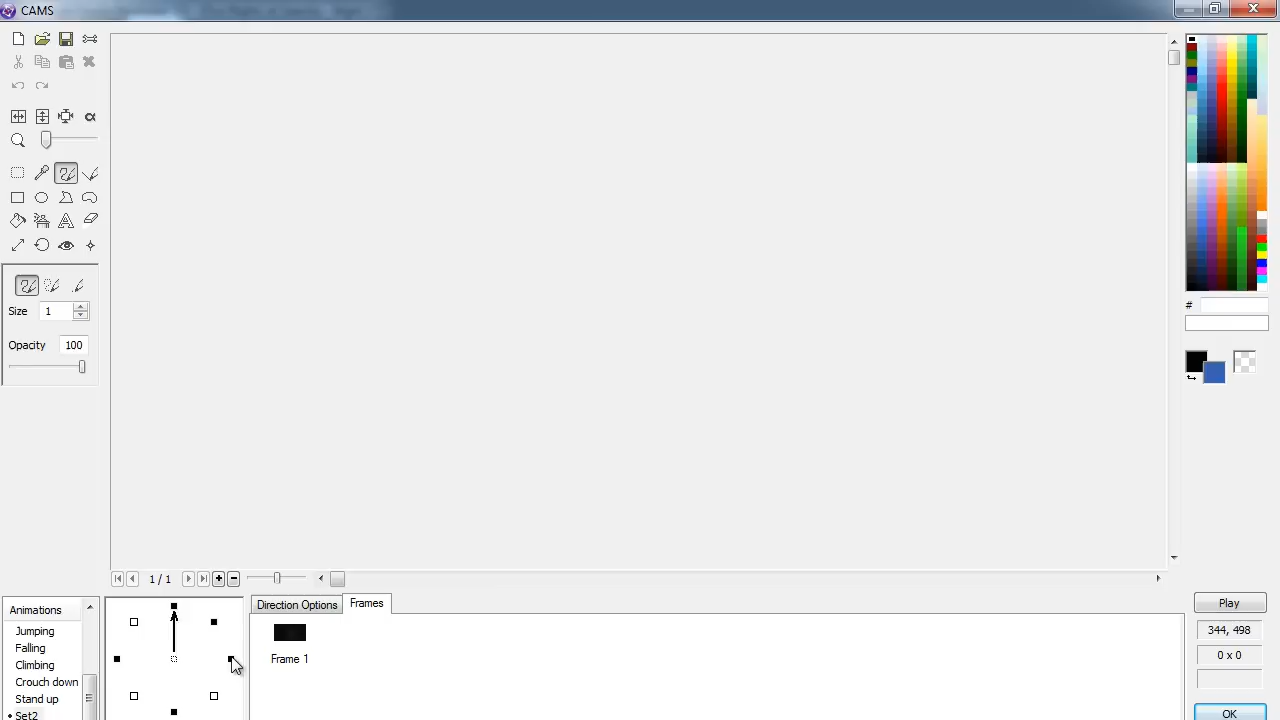 CAMS
Size 1
Opacity 100
#
1 / 1
Animations
Jumping
Falling
Climbing
Crouch down
Stand up
Set2
Direction Options
Frames
Frame 1
Play
344, 498
0 x 0
OK